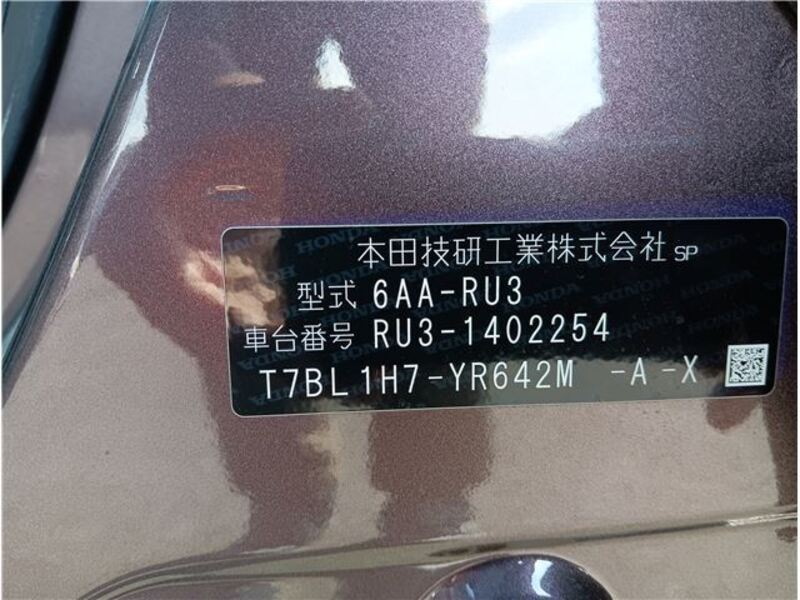 本田技研工業株式会社 SP
型式 6AA-RU3
車台番号 RU3-1402254
T7BL1H7-YR642M -A -X